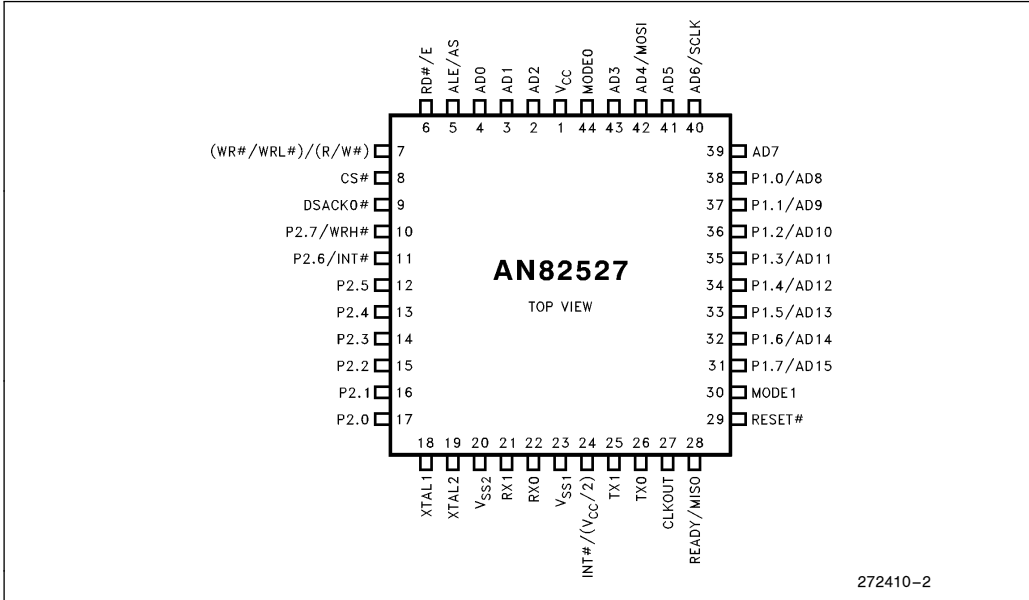 RD#/E
ALE/AS
AD0
AD1
AD2
VCC
MODE0
AD3
AD4/MOSI
AD5
AD6/SCLK
6 5 4 3 2 1 44 43 42 41 40
(WR#/WRL#)/(R/W#) 7
CS# 8
DSACK0# 9
P2.7/WRH# 10
P2.6/INT# 11
P2.5 12
P2.4 13
P2.3 14
P2.2 15
P2.1 16
P2.0 17
AN82527
TOP VIEW
39 AD7
38 P1.0/AD8
37 P1.1/AD9
36 P1.2/AD10
35 P1.3/AD11
34 P1.4/AD12
33 P1.5/AD13
32 P1.6/AD14
31 P1.7/AD15
30 MODE1
29 RESET#
18 19 20 21 22 23 24 25 26 27 28
XTAL1
XTAL2
VSS2
RX1
RX0
VSS1
INT#/(VCC/2)
TX1
TX0
CLKOUT
READY/MISO
272410-2